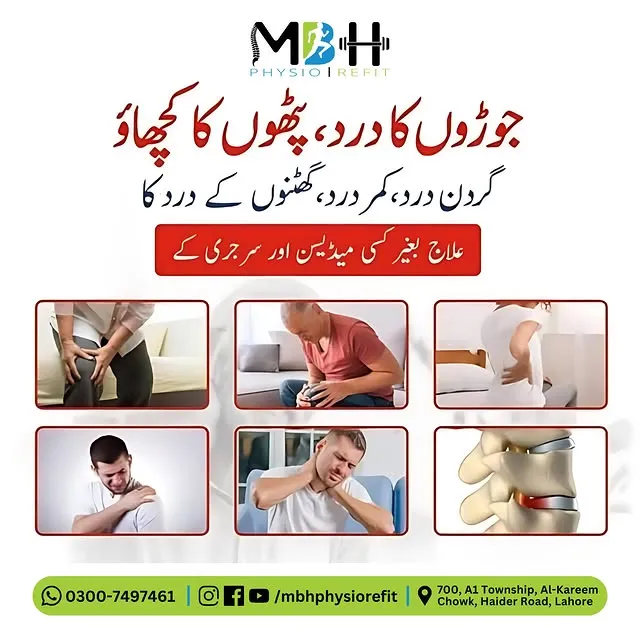 MBH
PHYSIO | REFIT
جوڑوں کا درد، پٹھوں کا کھچاؤ
گردن درد، کمر درد، گھٹنوں کے درد کا
علاج بغیر کسی میڈیسن اور سرجری کے
0300-7497461 | /mbhphysiorefit | 700, A1 Township, Al-Kareem
Chowk, Haider Road, Lahore